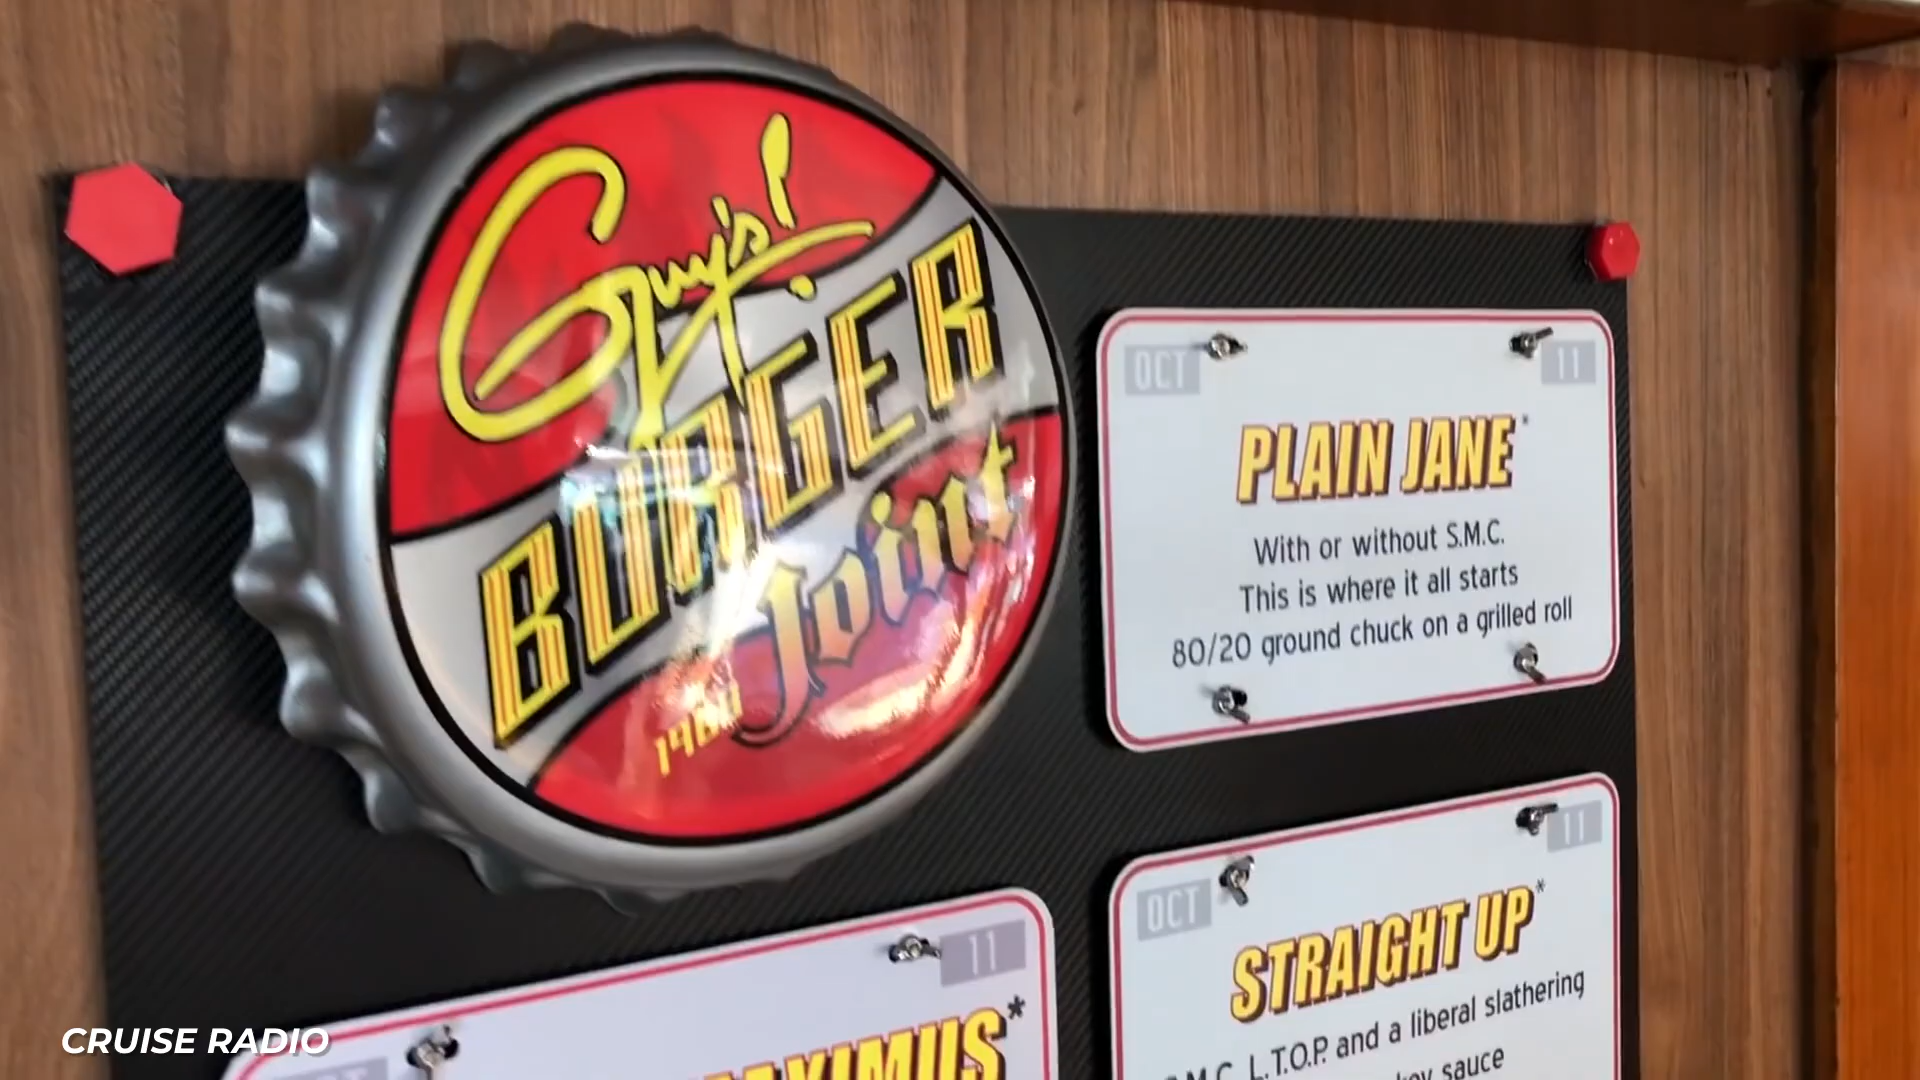 Guy's!
BURGER
Joint
OCT 11
PLAIN JANE*
With or without S.M.C.
This is where it all starts
80/20 ground chuck on a grilled roll
OCT 11
STRAIGHT UP*
L.T.O.P. and a liberal slathering
sauce
11
CRUISE RADIO